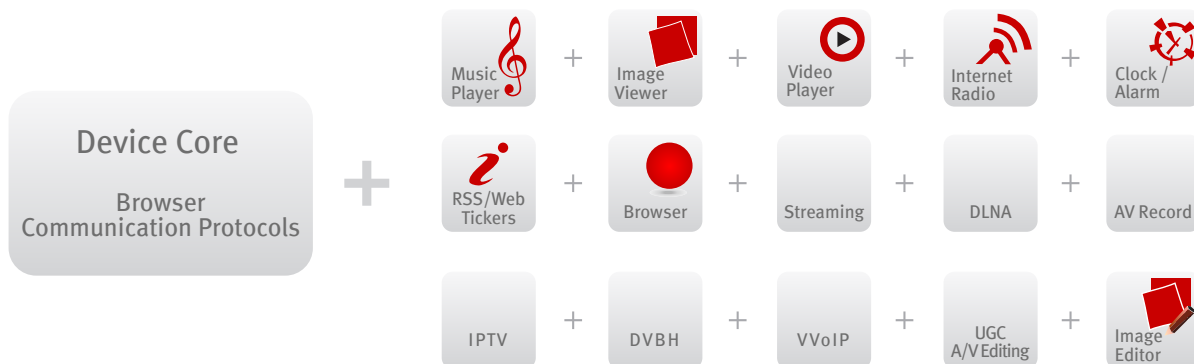 Device Core
Browser
Communication Protocols
+
Music
Player
+
Image
Viewer
+
Video
Player
+
Internet
Radio
+
Clock /
Alarm
RSS/Web
Tickers
+
Browser
+
Streaming
+
DLNA
+
AV Record
IPTV
+
DVBH
+
VVoIP
+
UGC
A/V Editing
+
Image
Editor